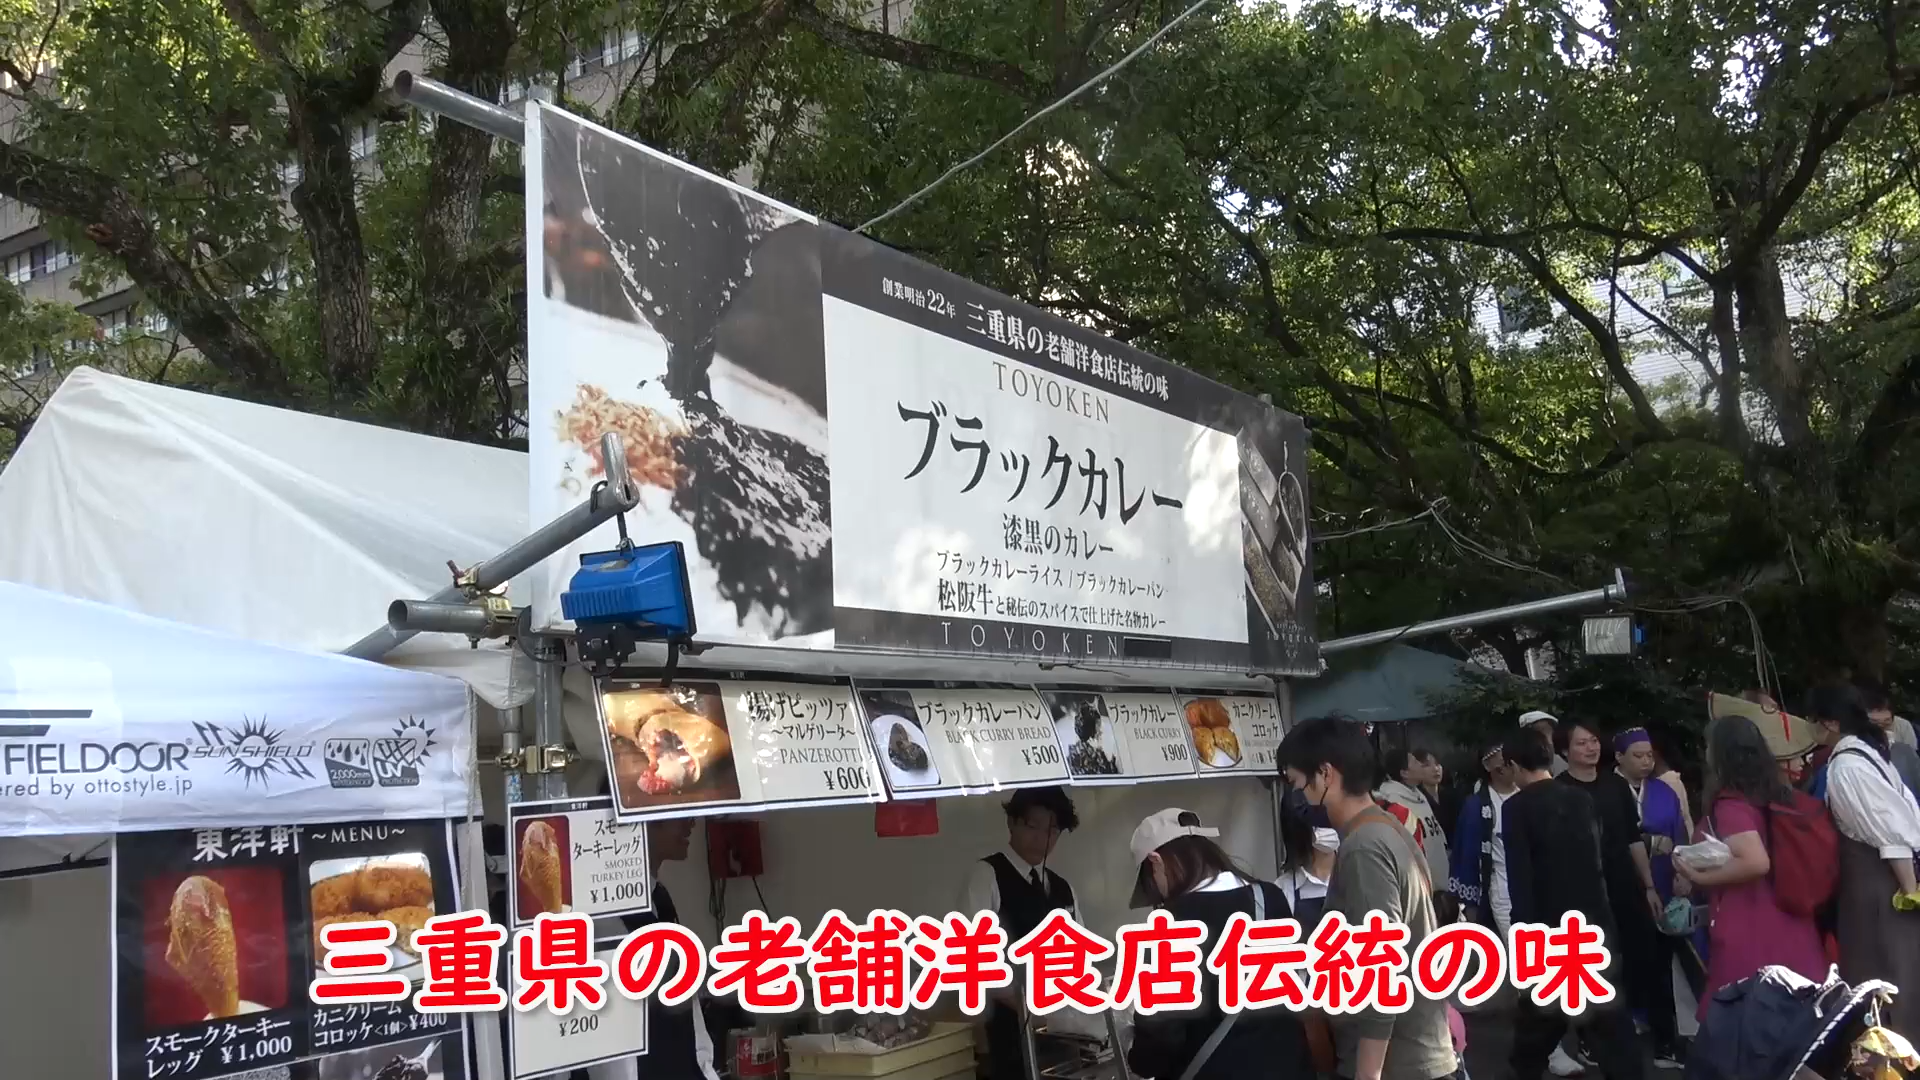 創業明治22年 三重県の老舗洋食店伝統の味
TOYOKEN
ブラックカレー
漆黒のカレー
ブラックカレーライス / ブラックカレーパン
松阪牛と秘伝のスパイスで仕上げた名物カレー
TOYOKEN
TOYOKEN
揚げピッツァ
~マルゲリータ~
PANZEROTTI
¥600
ブラックカレーパン
BLACK CURRY BREAD
¥500
ブラックカレー
BLACK CURRY
¥900
カニクリーム
コロッケ
FIELDOOR
SUNSHIELD
2,000mm
UV
ered by ottostyle.jp
東洋軒 ~MENU~
スモークターキー
レッグ ¥1,000
カニクリーム
コロッケ<1個>¥400
スモーク
ターキーレッグ
SMOKED
TURKEY LEG
¥1,000
¥200
三重県の老舗洋食店伝統の味